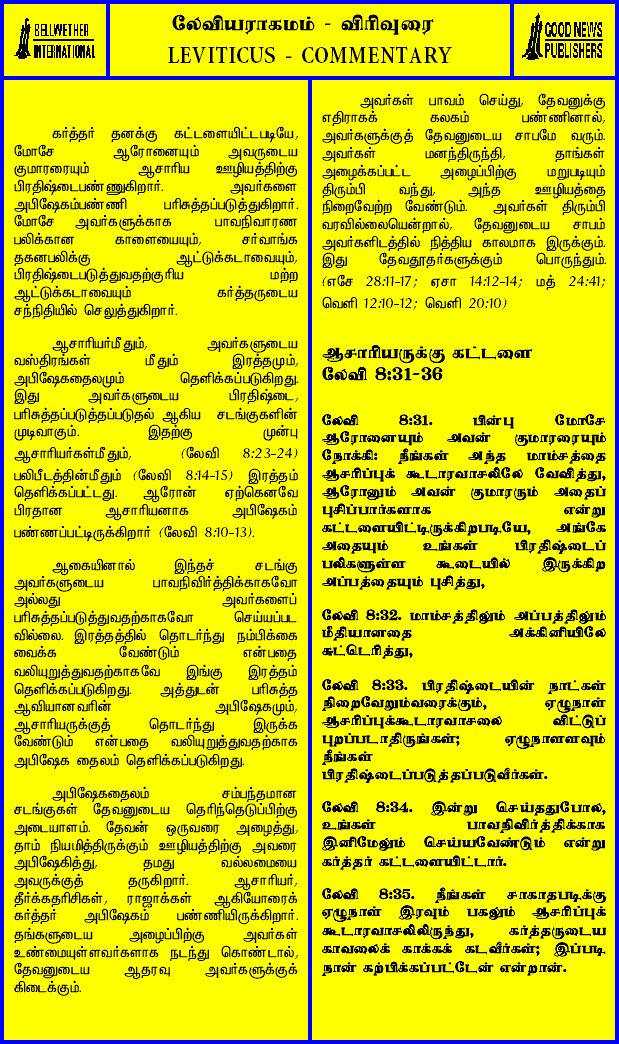 BELLWETHER
INTERNATIONAL
லேவியராகமம் - விரிவுரை
LEVITICUS - COMMENTARY
GOOD NEWS
PUBLISHERS
கர்த்தர் தனக்கு கட்டளையிட்டபடியே,
மோசே ஆரோனையும் அவருடைய
குமாரரையும் ஆசாரிய ஊழியத்திற்கு
பிரதிஷ்டைபண்ணுகிறார். அவர்களை
அபிஷேகம்பண்ணி பரிசுத்தப்படுத்துகிறார்.
மோசே அவர்களுக்காக பாவநிவாரண
பலிக்கான காளையையும், சர்வாங்க
தகனபலிக்கு ஆட்டுக்கடாவையும்,
பிரதிஷ்டைபடுத்துவதற்குரிய மற்ற
ஆட்டுக்கடாவையும் கர்த்தருடைய
சந்நிதியில் செலுத்துகிறார்.
ஆசாரியர்மீதும், அவர்களுடைய
வஸ்திரங்கள் மீதும் இரத்தமும்,
அபிஷேகதைலமும் தெளிக்கப்படுகிறது.
இது அவர்களுடைய பிரதிஷ்டை,
பரிசுத்தப்படுத்தப்படுதல் ஆகிய சடங்குகளின்
முடிவாகும். இதற்கு முன்பு
ஆசாரியர்கள்மீதும், (லேவி 8:23-24)
பலிபீடத்தின்மீதும் (லேவி 8:14-15) இரத்தம்
தெளிக்கப்பட்டது. ஆரோன் ஏற்கெனவே
பிரதான ஆசாரியனாக அபிஷேகம்
பண்ணப்பட்டிருக்கிறார் (லேவி 8:10-13).
ஆகையினால் இந்தச் சடங்கு
அவர்களுடைய பாவநிவிர்த்திக்காகவோ
அல்லது அவர்களைப்
பரிசுத்தப்படுத்துவதற்காகவோ செய்யப்பட
வில்லை. இரத்தத்தில் தொடர்ந்து நம்பிக்கை
வைக்க வேண்டும் என்பதை
வலியுறுத்துவதற்காகவே இங்கு இரத்தம்
தெளிக்கப்படுகிறது. அத்துடன் பரிசுத்த
ஆவியானவரின் அபிஷேகமும்,
ஆசாரியருக்குத் தொடர்ந்து இருக்க
வேண்டும் என்பதை வலியுறுத்துவதற்காக
அபிஷேக தைலம் தெளிக்கப்படுகிறது.
அபிஷேகதைலம் சம்பந்தமான
சடங்குகள் தேவனுடைய தெரிந்தெடுப்பிற்கு
அடையாளம். தேவன் ஒருவரை அழைத்து,
தாம் நியமித்திருக்கும் ஊழியத்திற்கு அவரை
அபிஷேகித்து, தமது வல்லமையை
அவருக்குத் தருகிறார். ஆசாரியர்,
தீர்க்கதரிசிகள், ராஜாக்கள் ஆகியோரைக்
கர்த்தர் அபிஷேகம் பண்ணியிருக்கிறார்.
தங்களுடைய அழைப்பிற்கு அவர்கள்
உண்மையுள்ளவர்களாக நடந்து கொண்டால்,
தேவனுடைய ஆதரவு அவர்களுக்குக்
கிடைக்கும்.
அவர்கள் பாவம் செய்து, தேவனுக்கு
எதிராகக் கலகம் பண்ணினால்,
அவர்களுக்குத் தேவனுடைய சாபமே வரும்.
அவர்கள் மனந்திருந்தி, தாங்கள்
அழைக்கப்பட்ட அழைப்பிற்கு மறுபடியும்
திரும்பி வந்து, அந்த ஊழியத்தை
நிறைவேற்ற வேண்டும். அவர்கள் திரும்பி
வரவில்லையென்றால், தேவனுடைய சாபம்
அவர்களிடத்தில் நித்திய காலமாக இருக்கும்.
இது தேவதூதர்களுக்கும் பொருந்தும்.
(எசே 28:11-17; ஏசா 14:12-14; மத் 24:41;
வெளி 12:10-12; வெளி 20:10)
ஆசாரியருக்கு கட்டளை
லேவி 8:31-36
லேவி 8:31. பின்பு மோசே
ஆரோனையும் அவன் குமாரரையும்
நோக்கி: நீங்கள் அந்த மாம்சத்தை
ஆசரிப்புக் கூடாரவாசலிலே வேவித்து,
ஆரோனும் அவன் குமாரரும் அதைப்
புசிப்பார்களாக என்று
கட்டளையிட்டிருக்கிறபடியே, அங்கே
அதையும் உங்கள் பிரதிஷ்டைப்
பலிகளுள்ள கூடையில் இருக்கிற
அப்பத்தையும் புசித்து,
லேவி 8:32. மாம்சத்திலும் அப்பத்திலும்
மீதியானதை அக்கினியிலே
சுட்டெரித்து,
லேவி 8:33. பிரதிஷ்டையின் நாட்கள்
நிறைவேறும்வரைக்கும், ஏழுநாள்
ஆசரிப்புக்கூடாரவாசலை விட்டுப்
புறப்படாதிருங்கள்; ஏழுநாளளவும்
நீங்கள்
பிரதிஷ்டைப்படுத்தப்படுவீர்கள்.
லேவி 8:34. இன்று செய்ததுபோல,
உங்கள் பாவநிவிர்த்திக்காக
இனிமேலும் செய்யவேண்டும் என்று
கர்த்தர் கட்டளையிட்டார்.
லேவி 8:35. நீங்கள் சாகாதபடிக்கு
ஏழுநாள் இரவும் பகலும் ஆசரிப்புக்
கூடாரவாசலிலிருந்து, கர்த்தருடைய
காவலைக் காக்கக் கடவீர்கள்; இப்படி
நான் கற்பிக்கப்பட்டேன் என்றான்.